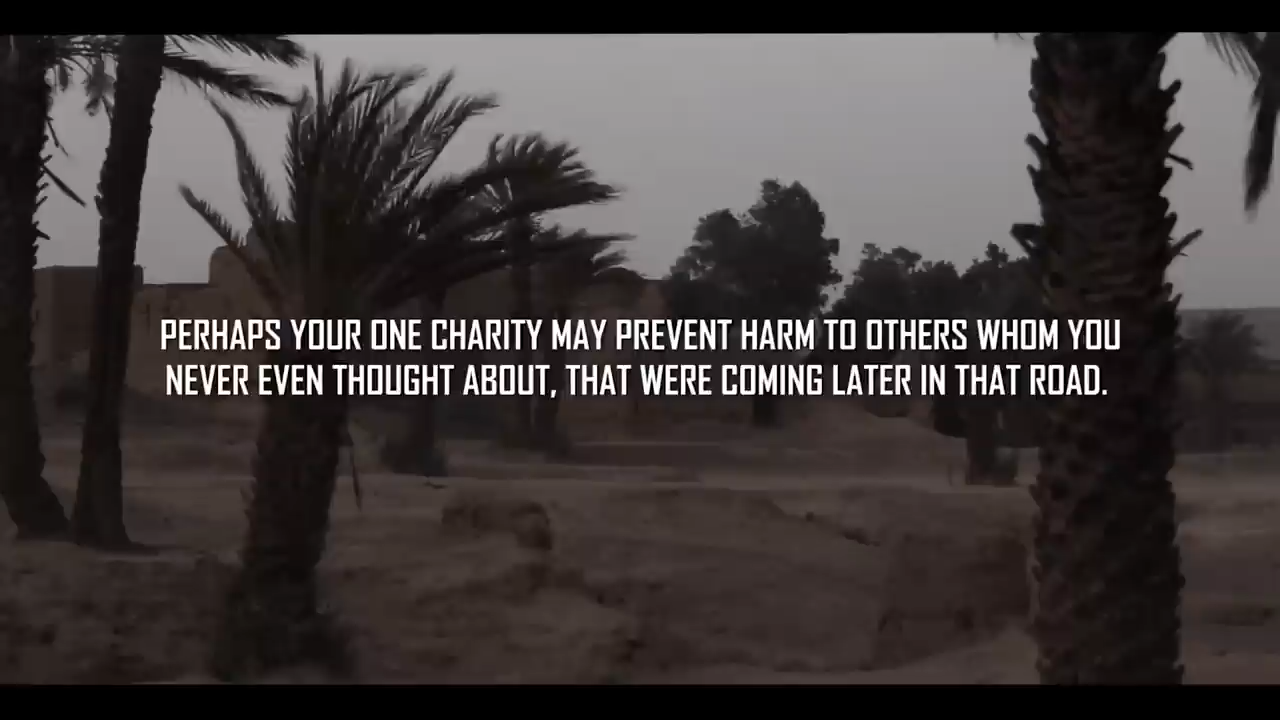 PERHAPS YOUR ONE CHARITY MAY PREVENT HARM TO OTHERS WHOM YOU
NEVER EVEN THOUGHT ABOUT, THAT WERE COMING LATER IN THAT ROAD.